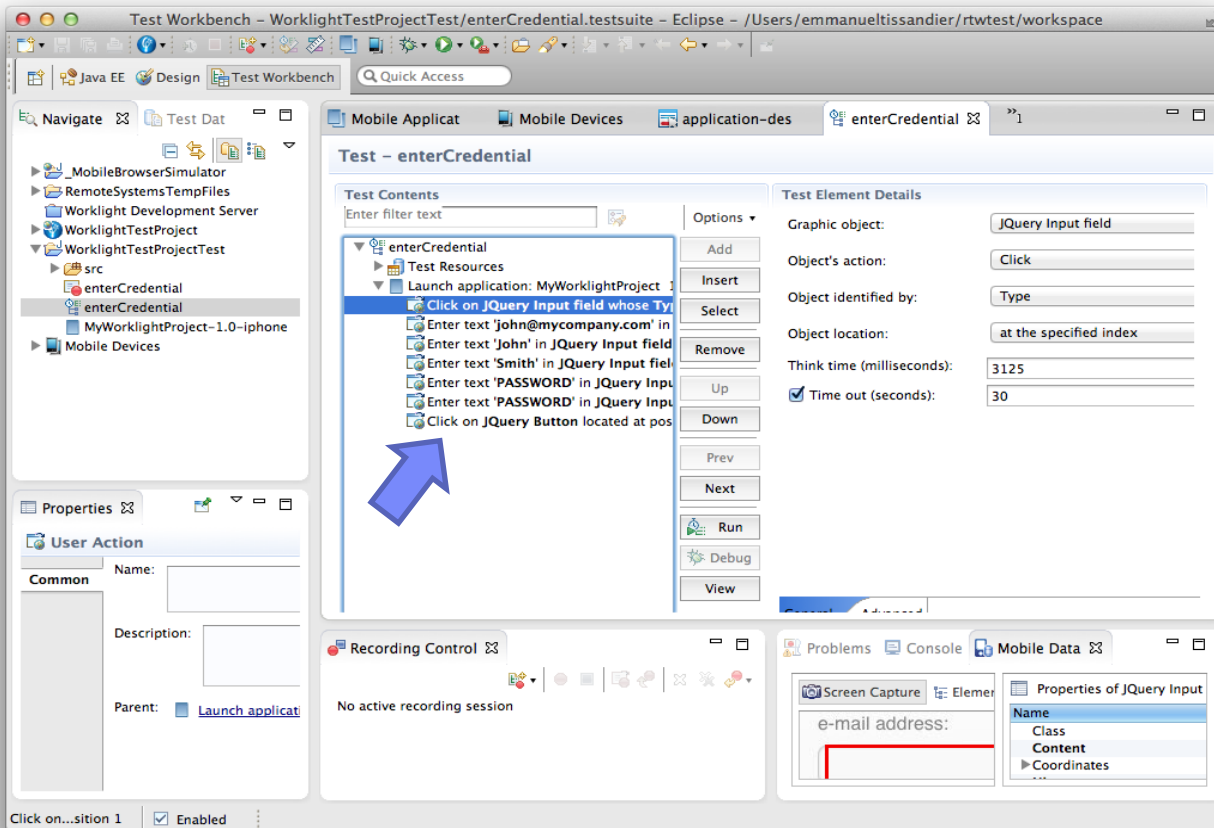 Test Workbench – WorklightTestProjectTest/enterCredential.testsuite – Eclipse – /Users/emmanueltissandier/rtwtest/workspace
Java EE Design Test Workbench Quick Access
Navigate Test Dat
_MobileBrowserSimulator
RemoteSystemsTempFiles
Worklight Development Server
WorklightTestProject
WorklightTestProjectTest
src
enterCredential
enterCredential
MyWorklightProject-1.0-iphone
Mobile Devices
Mobile Applicat Mobile Devices application-des enterCredential »1
Test – enterCredential
Test Contents
Enter filter text
Options
enterCredential
Test Resources
Launch application: MyWorklightProject
Click on JQuery Input field whose Ty
Enter text 'john@mycompany.com' in
Enter text 'John' in JQuery Input field
Enter text 'Smith' in JQuery Input fiel
Enter text 'PASSWORD' in JQuery Inpu
Enter text 'PASSWORD' in JQuery Inpu
Click on JQuery Button located at pos
Add
Insert
Select
Remove
Up
Down
Prev
Next
Run
Debug
View
Test Element Details
Graphic object: JQuery Input field
Object's action: Click
Object identified by: Type
Object location: at the specified index
Think time (milliseconds): 3125
Time out (seconds): 30
General Advanced
Properties
User Action
Common
Name:
Description:
Parent: Launch applicati
Recording Control
No active recording session
Problems Console Mobile Data
Screen Capture Elemen
e-mail address:
Properties of JQuery Input
Name
Class
Content
Coordinates
Click on...sition 1 Enabled